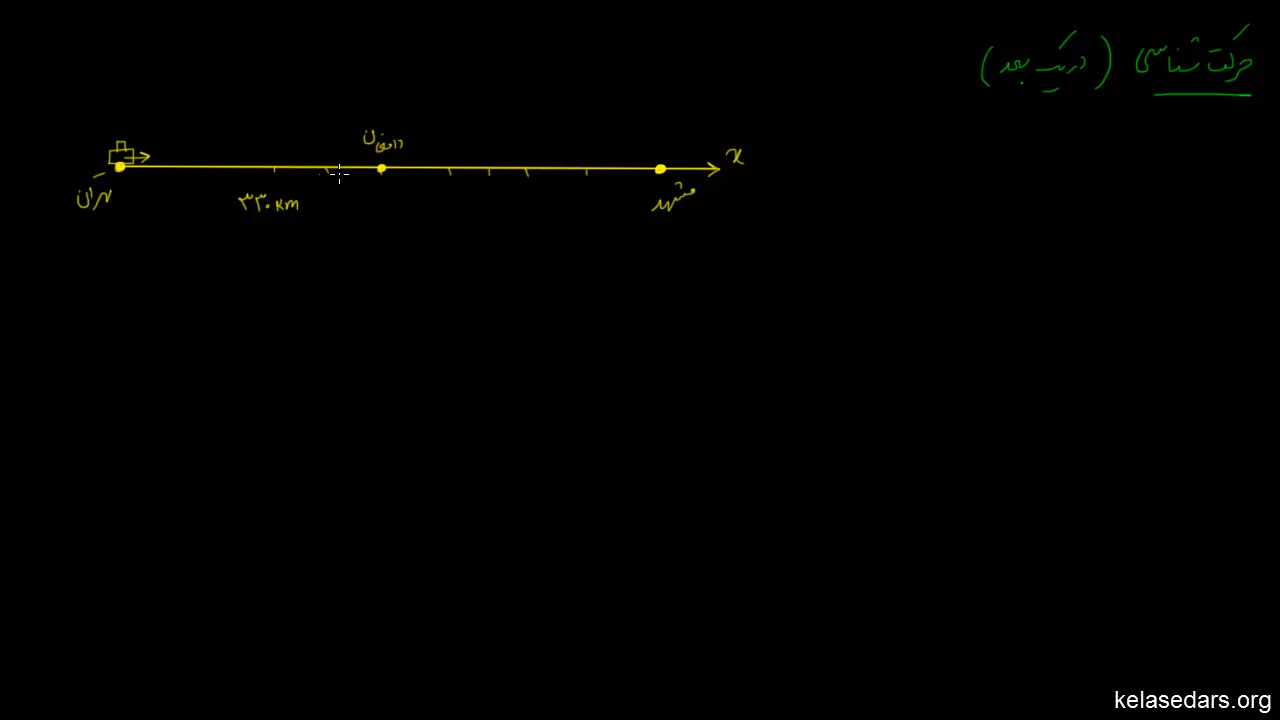 حرکت شناسی (در یک بعد)
دامغان
x
تهران
۳۳۰ km
مشهد
kelasedars.org